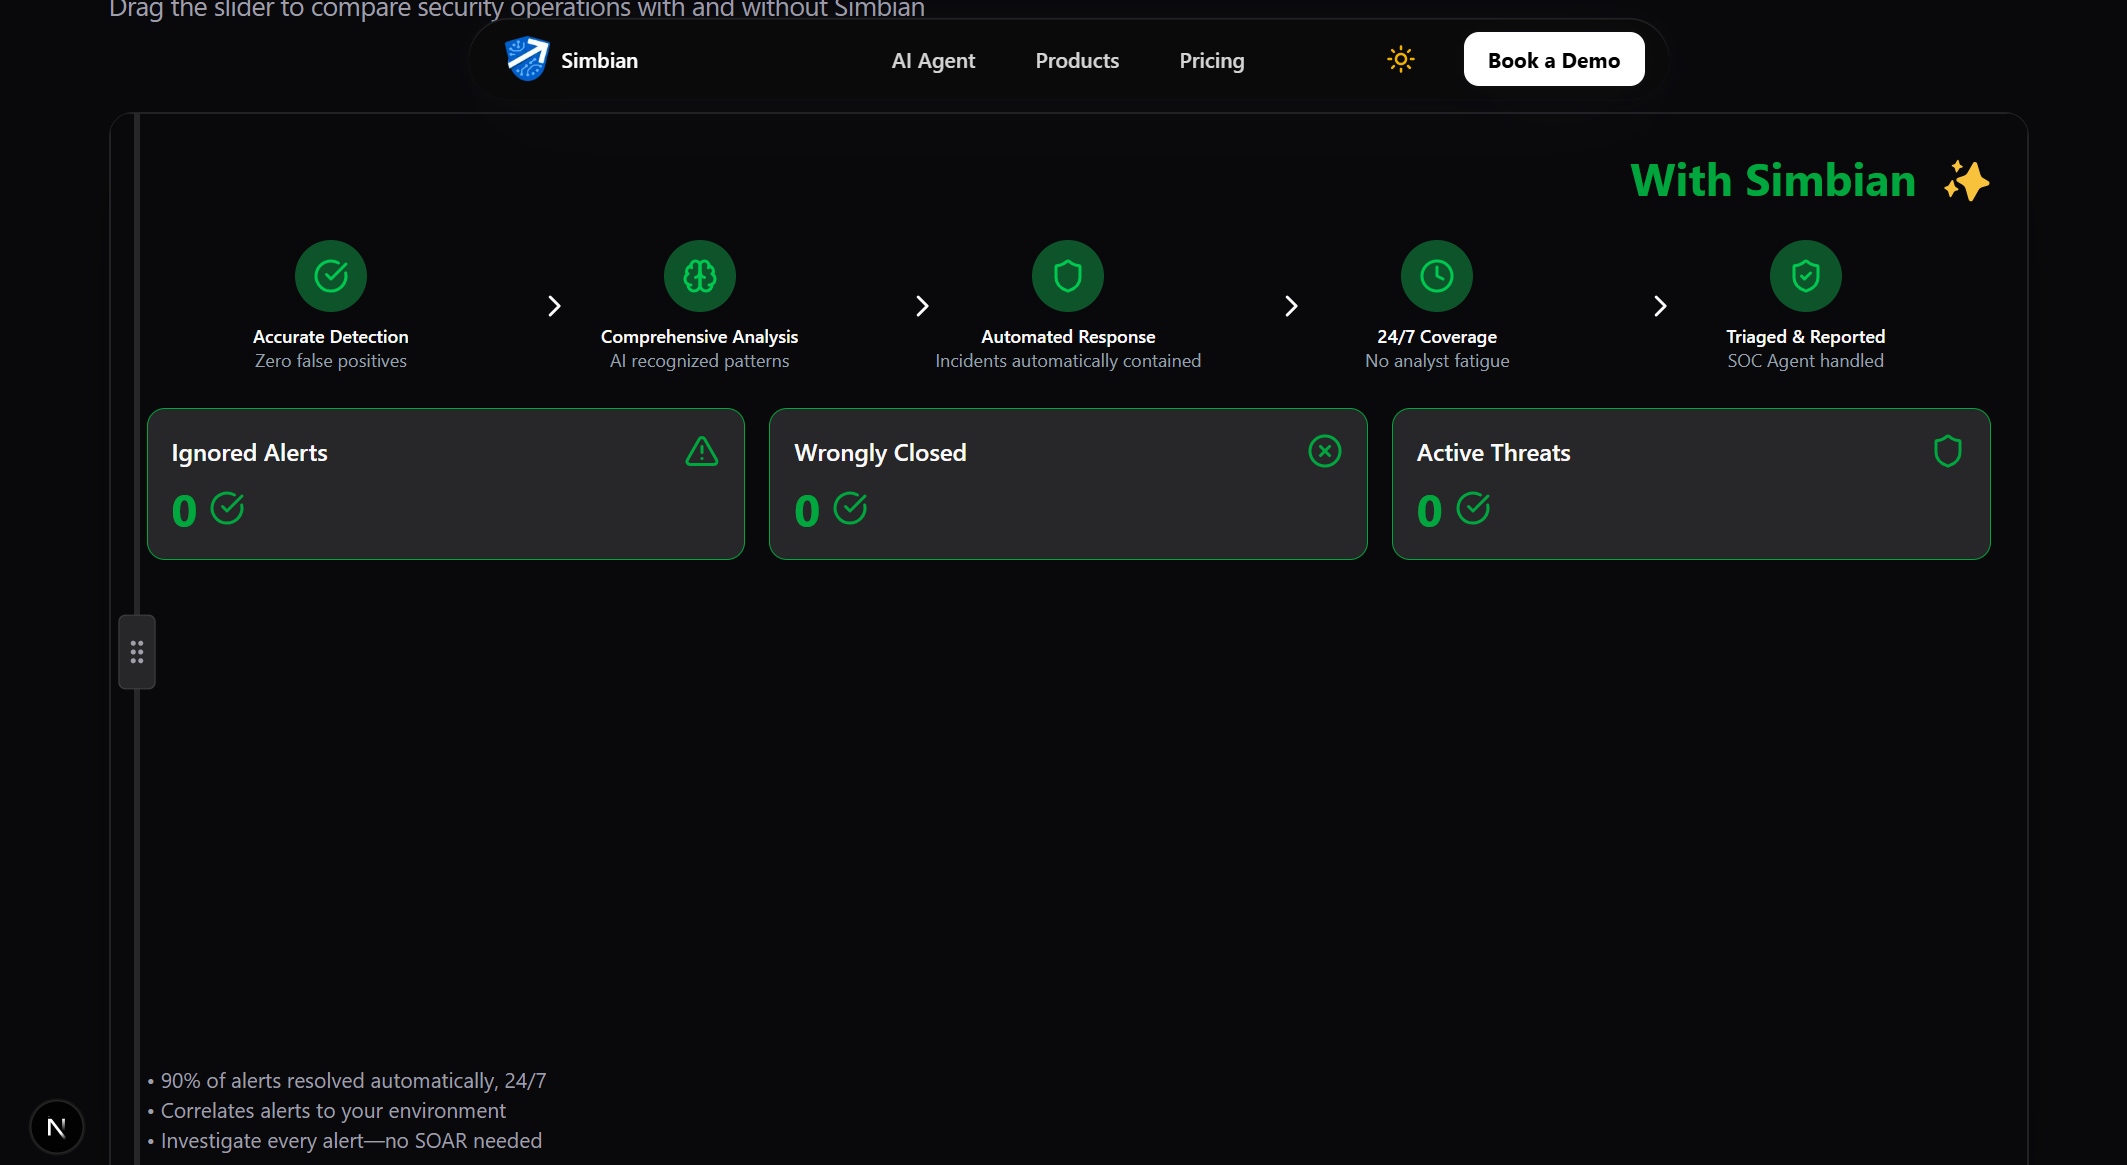 Drag the slider to compare security operations with and without Simbian
Simbian
AI Agent
Products
Pricing
Book a Demo
With Simbian
Accurate Detection
Zero false positives
Comprehensive Analysis
AI recognized patterns
Automated Response
Incidents automatically contained
24/7 Coverage
No analyst fatigue
Triaged & Reported
SOC Agent handled
Ignored Alerts
0
Wrongly Closed
0
Active Threats
0
• 90% of alerts resolved automatically, 24/7
• Correlates alerts to your environment
• Investigate every alert—no SOAR needed
N